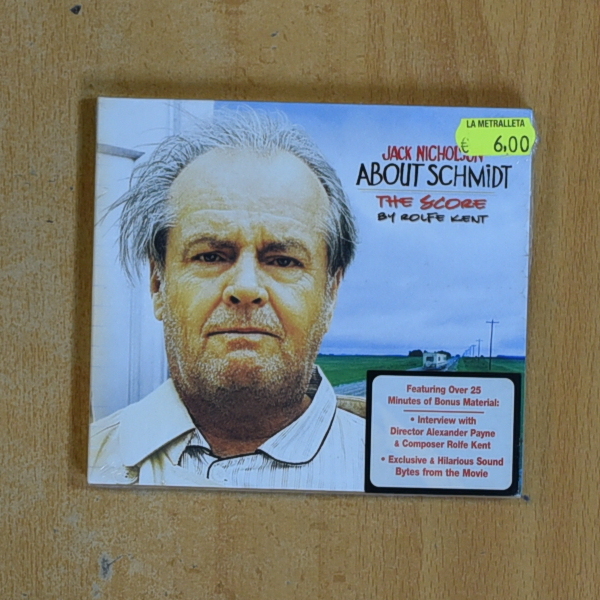 LA METRALLETA
€ 6,00
JACK NICHOLSON
ABOUT SCHMIDT
THE SCORE
BY ROLFE KENT
Featuring Over 25
Minutes of Bonus Material:
• Interview with
Director Alexander Payne
& Composer Rolfe Kent
• Exclusive & Hilarious Sound
Bytes from the Movie